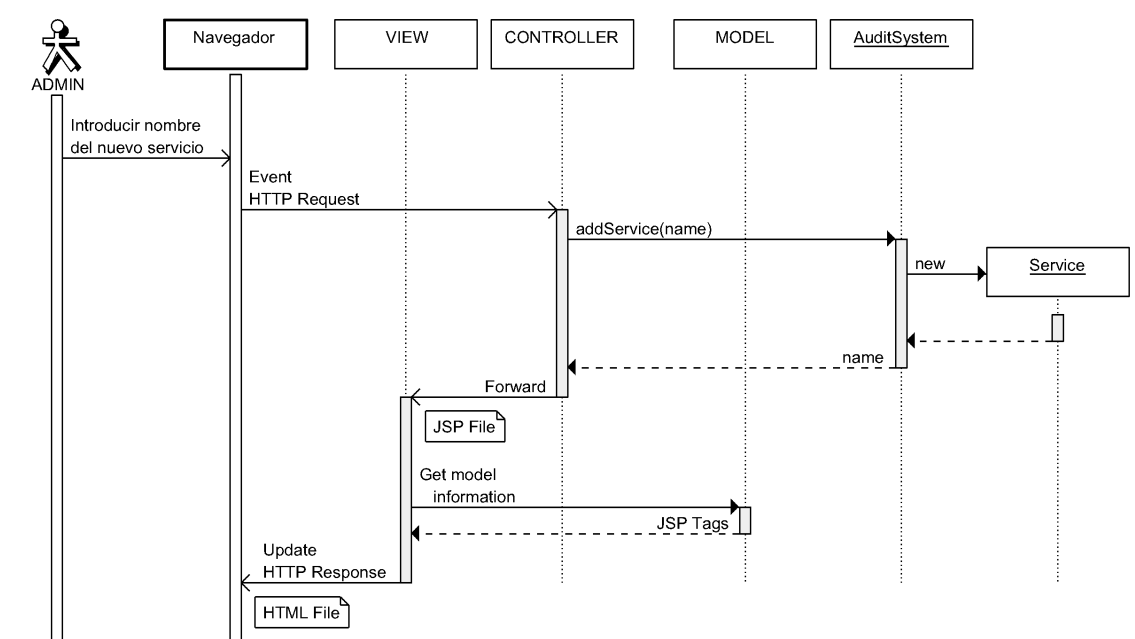 ADMIN
Navegador
VIEW
CONTROLLER
MODEL
AuditSystem
Introducir nombre
del nuevo servicio
Event
HTTP Request
addService(name)
new
Service
name
Forward
JSP File
Get model
information
JSP Tags
Update
HTTP Response
HTML File